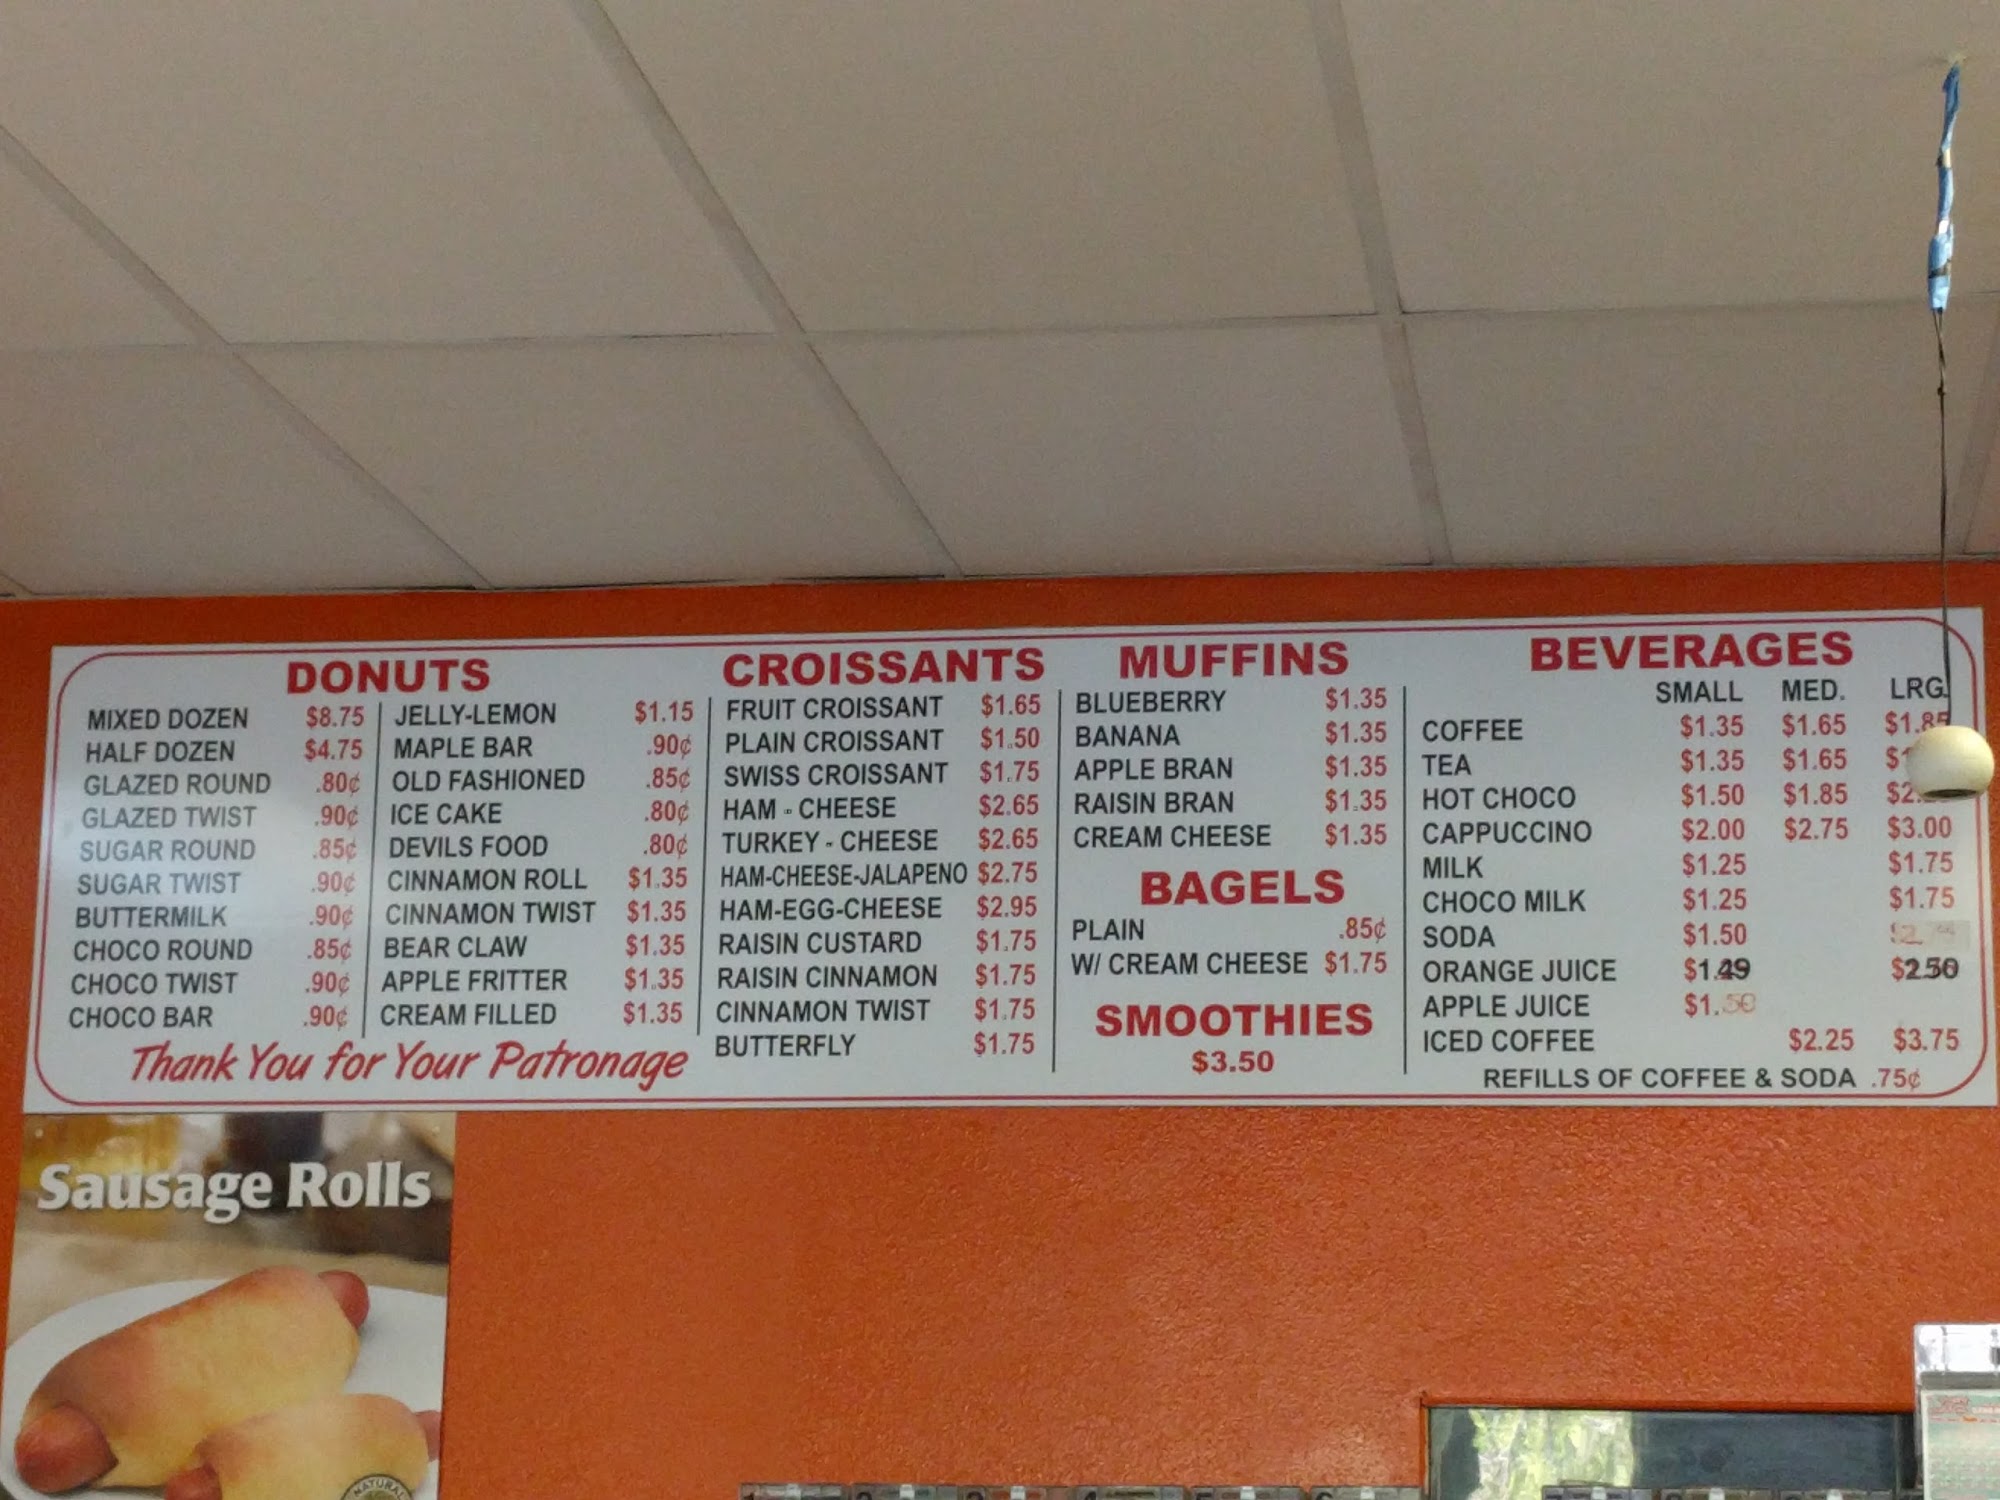 DONUTS
MIXED DOZEN $8.75
HALF DOZEN $4.75
GLAZED ROUND .80¢
GLAZED TWIST .90¢
SUGAR ROUND .85¢
SUGAR TWIST .90¢
BUTTERMILK .90¢
CHOCO ROUND .85¢
CHOCO TWIST .90¢
CHOCO BAR .90¢
JELLY-LEMON $1.15
MAPLE BAR .90¢
OLD FASHIONED .85¢
ICE CAKE .80¢
DEVILS FOOD .80¢
CINNAMON ROLL $1.35
CINNAMON TWIST $1.35
BEAR CLAW $1.35
APPLE FRITTER $1.35
CREAM FILLED $1.35
Thank You for Your Patronage
CROISSANTS
FRUIT CROISSANT $1.65
PLAIN CROISSANT $1.50
SWISS CROISSANT $1.75
HAM - CHEESE $2.65
TURKEY - CHEESE $2.65
HAM-CHEESE-JALAPENO $2.75
HAM-EGG-CHEESE $2.95
RAISIN CUSTARD $1.75
RAISIN CINNAMON $1.75
CINNAMON TWIST $1.75
BUTTERFLY $1.75
MUFFINS
BLUEBERRY $1.35
BANANA $1.35
APPLE BRAN $1.35
RAISIN BRAN $1.35
CREAM CHEESE $1.35
BAGELS
PLAIN .85¢
W/ CREAM CHEESE $1.75
SMOOTHIES
$3.50
BEVERAGES
SMALL MED. LRG.
COFFEE $1.35 $1.65 $1.85
TEA $1.35 $1.65
HOT CHOCO $1.50 $1.85
CAPPUCCINO $2.00 $2.75 $3.00
MILK $1.25 $1.75
CHOCO MILK $1.25 $1.75
SODA $1.50
ORANGE JUICE $1.49 $2.50
APPLE JUICE $1.50
ICED COFFEE $2.25 $3.75
REFILLS OF COFFEE & SODA .75¢
Sausage Rolls
NATURAL